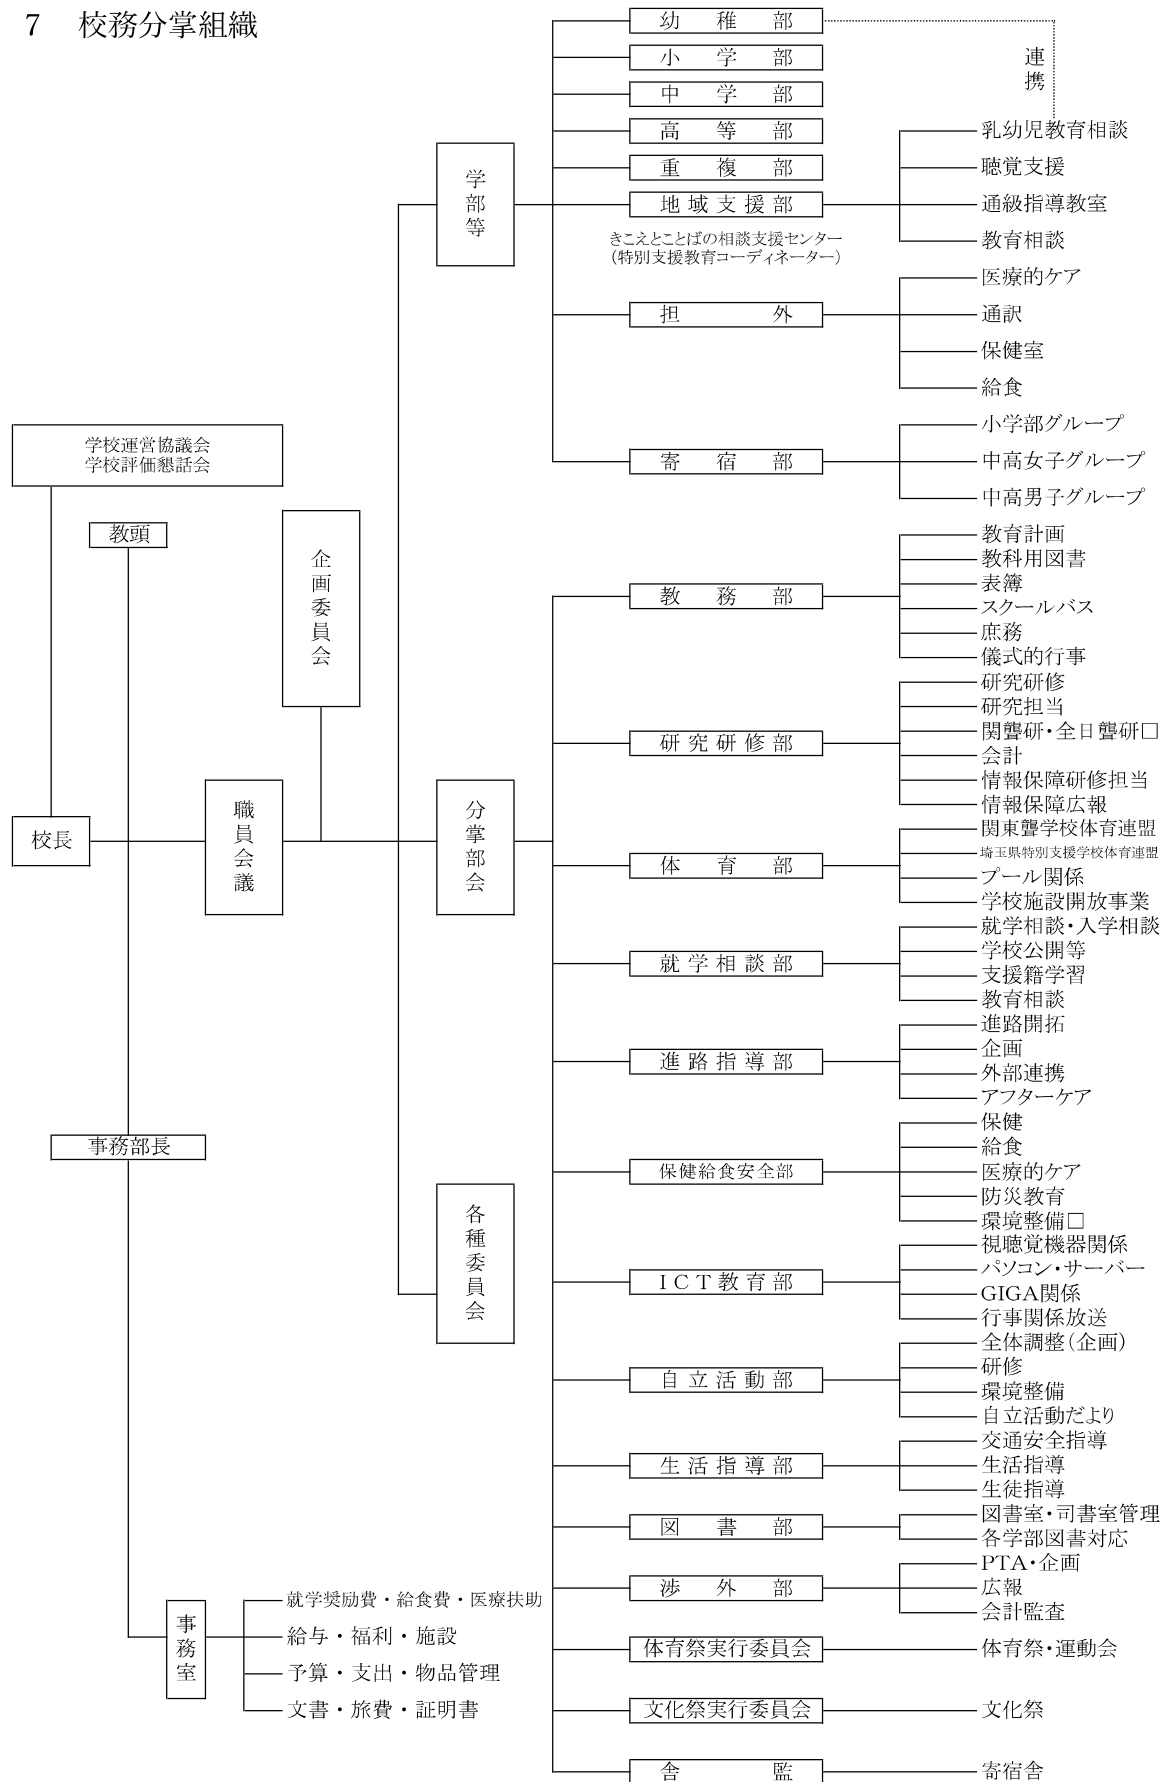 7 校務分掌組織
幼稚部
小学部
中学部
高等部
重複部
地域支援部
きこえとことばの相談支援センター
（特別支援教育コーディネーター）
連携
乳幼児教育相談
聴覚支援
通級指導教室
教育相談
学部等
担外
医療的ケア
通訳
保健室
給食
寄宿部
小学部グループ
中高女子グループ
中高男子グループ
学校運営協議会
学校評価懇話会
教頭
企画委員会
校長
職員会議
分掌部会
各種委員会
事務部長
教務部
教育計画
教科用図書
表簿
スクールバス
庶務
儀式的行事
研究研修部
研究研修
研究担当
関聾研・全日聾研□
会計
情報保障研修担当
情報保障広報
体育部
関東聾学校体育連盟
埼玉県特別支援学校体育連盟
プール関係
学校施設開放事業
就学相談部
就学相談・入学相談
学校公開等
支援籍学習
教育相談
進路指導部
進路開拓
企画
外部連携
アフターケア
保健給食安全部
保健
給食
医療的ケア
防災教育
環境整備□
ICT教育部
視聴覚機器関係
パソコン・サーバー
GIGA関係
行事関係放送
自立活動部
全体調整（企画）
研修
環境整備
自立活動だより
生活指導部
交通安全指導
生活指導
生徒指導
図書部
図書室・司書室管理
各学部図書対応
渉外部
PTA・企画
広報
会計監査
体育祭実行委員会
体育祭・運動会
文化祭実行委員会
文化祭
舎監
寄宿舎
事務室
就学奨励費・給食費・医療扶助
給与・福利・施設
予算・支出・物品管理
文書・旅費・証明書